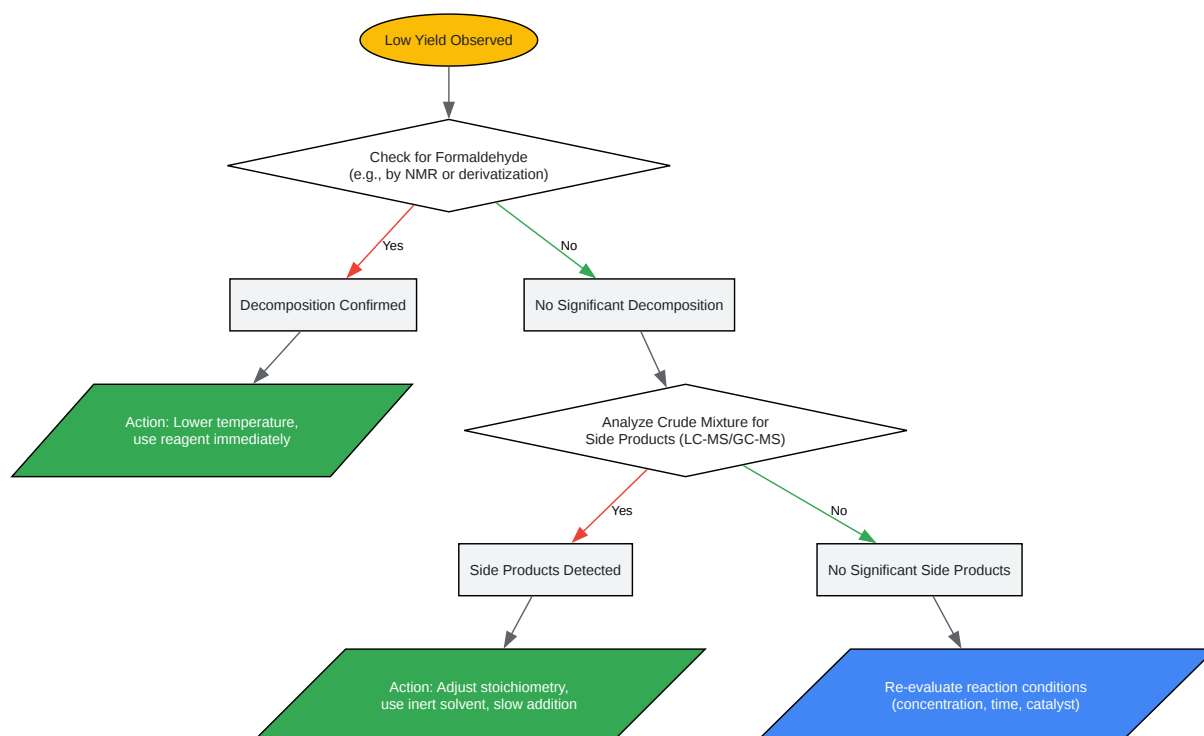 Low Yield Observed
Check for Formaldehyde
(e.g., by NMR or derivatization)
Yes
No
Decomposition Confirmed
No Significant Decomposition
Action: Lower temperature,
use reagent immediately
Analyze Crude Mixture for
Side Products (LC-MS/GC-MS)
Yes
No
Side Products Detected
No Significant Side Products
Action: Adjust stoichiometry,
use inert solvent, slow addition
Re-evaluate reaction conditions
(concentration, time, catalyst)